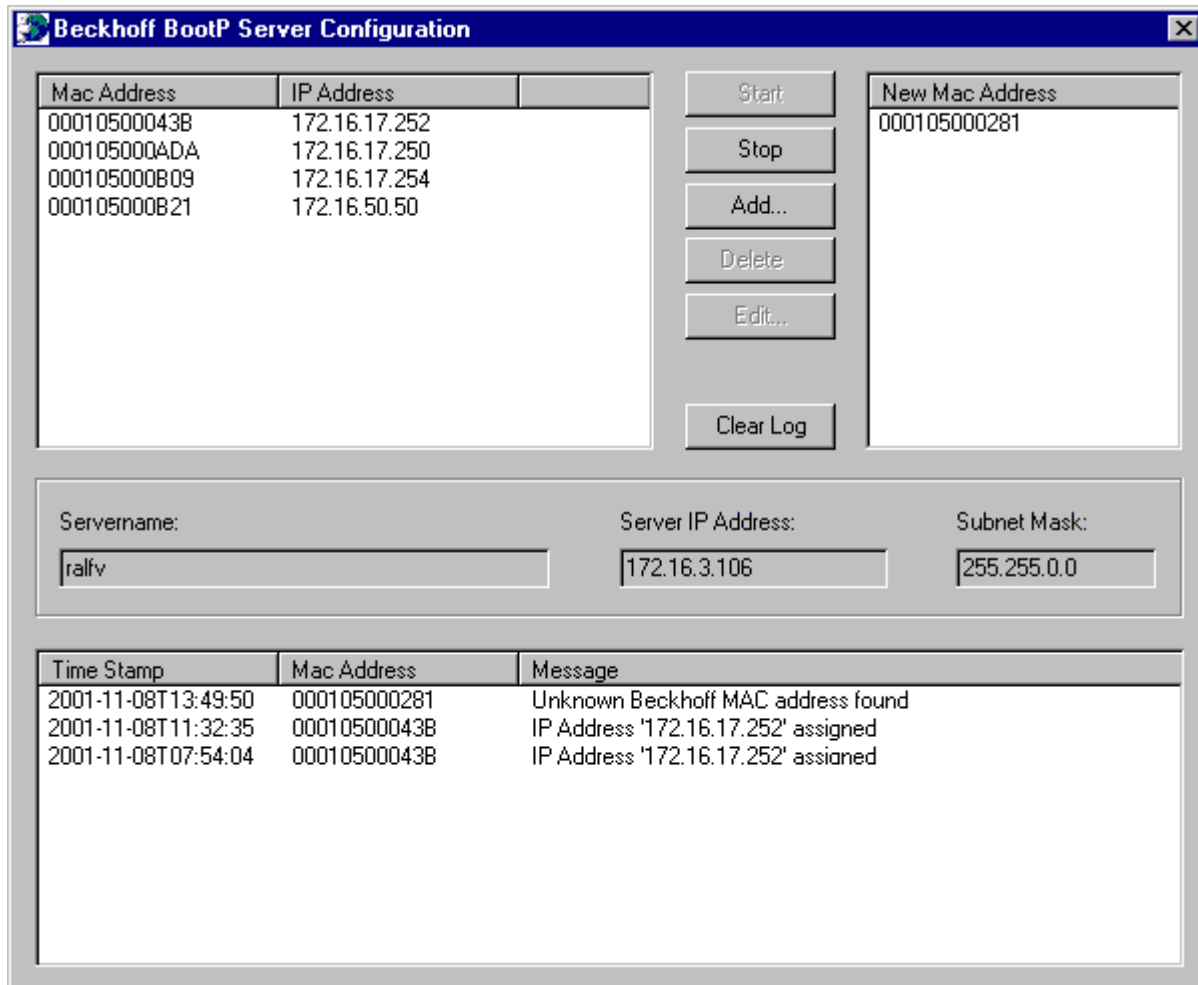 Beckhoff BootP Server Configuration
Mac Address IP Address
00010500043B 172.16.17.252
000105000ADA 172.16.17.250
000105000B09 172.16.17.254
000105000B21 172.16.50.50
Start
Stop
Add...
Delete
Edit...
Clear Log
New Mac Address
000105000281
Servername: Server IP Address: Subnet Mask:
ralfv 172.16.3.106 255.255.0.0
Time Stamp Mac Address Message
2001-11-08T13:49:50 000105000281 Unknown Beckhoff MAC address found
2001-11-08T11:32:35 00010500043B IP Address '172.16.17.252' assigned
2001-11-08T07:54:04 00010500043B IP Address '172.16.17.252' assigned